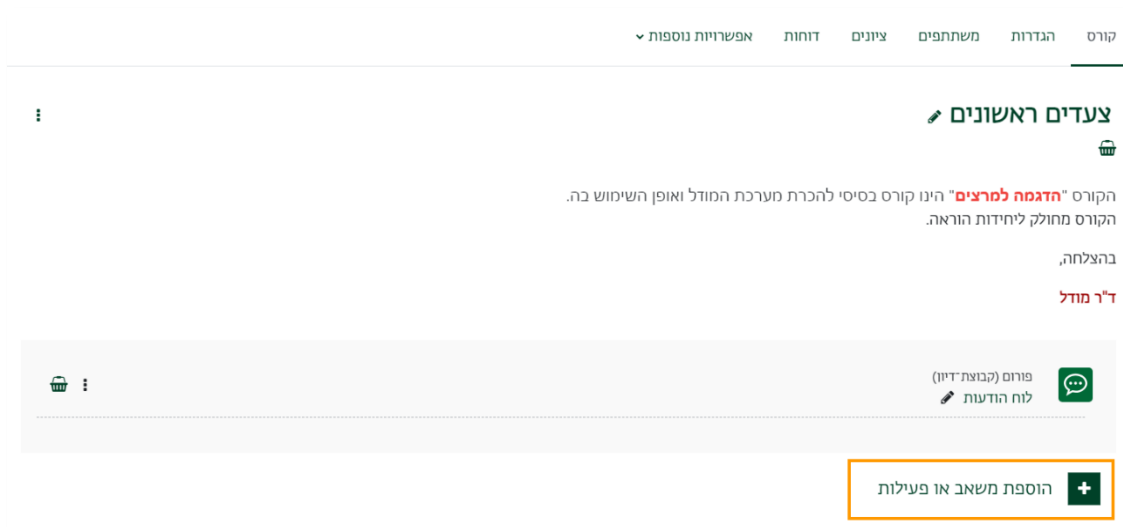 קורס הגדרות משתתפים ציונים דוחות אפשרויות נוספות
צעדים ראשונים
הקורס "הדגמה למרצים" הינו קורס בסיסי להכרת מערכת המודל ואופן השימוש בה.
הקורס מחולק ליחידות הוראה.
בהצלחה,
ד"ר מודל
פורום (קבוצת־דיון)
לוח הודעות
הוספת משאב או פעילות